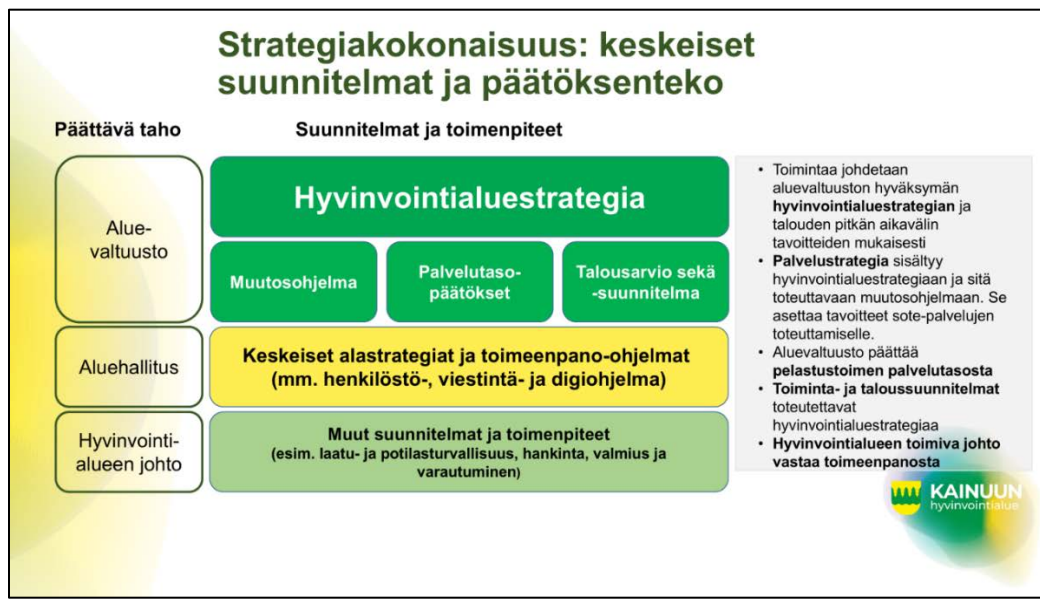 Strategiakokonaisuus: keskeiset
suunnitelmat ja päätöksenteko
Päättävä taho
Suunnitelmat ja toimenpiteet
Alue-
valtuusto
Hyvinvointialuestrategia
Muutosohjelma
Palvelutaso-
päätökset
Talousarvio sekä
-suunnitelma
Aluehallitus
Keskeiset alastrategiat ja toimeenpano-ohjelmat
(mm. henkilöstö-, viestintä- ja digiohjelma)
Hyvinvointi-
alueen johto
Muut suunnitelmat ja toimenpiteet
(esim. laatu- ja potilasturvallisuus, hankinta, valmius ja
varautuminen)
• Toimintaa johdetaan
aluevaltuuston hyväksymän
hyvinvointialuestrategian ja
talouden pitkän aikavälin
tavoitteiden mukaisesti
• Palvelustrategia sisältyy
hyvinvointialuestrategiaan ja sitä
toteuttavaan muutosohjelmaan. Se
asettaa tavoitteet sote-palvelujen
toteuttamiselle.
• Aluevaltuusto päättää
pelastustoimen palvelutasosta
• Toiminta- ja taloussuunnitelmat
toteutettavat
hyvinvointialuestrategiaa
• Hyvinvointialueen toimiva johto
vastaa toimeenpanosta
KAINUUN
hyvinvointialue